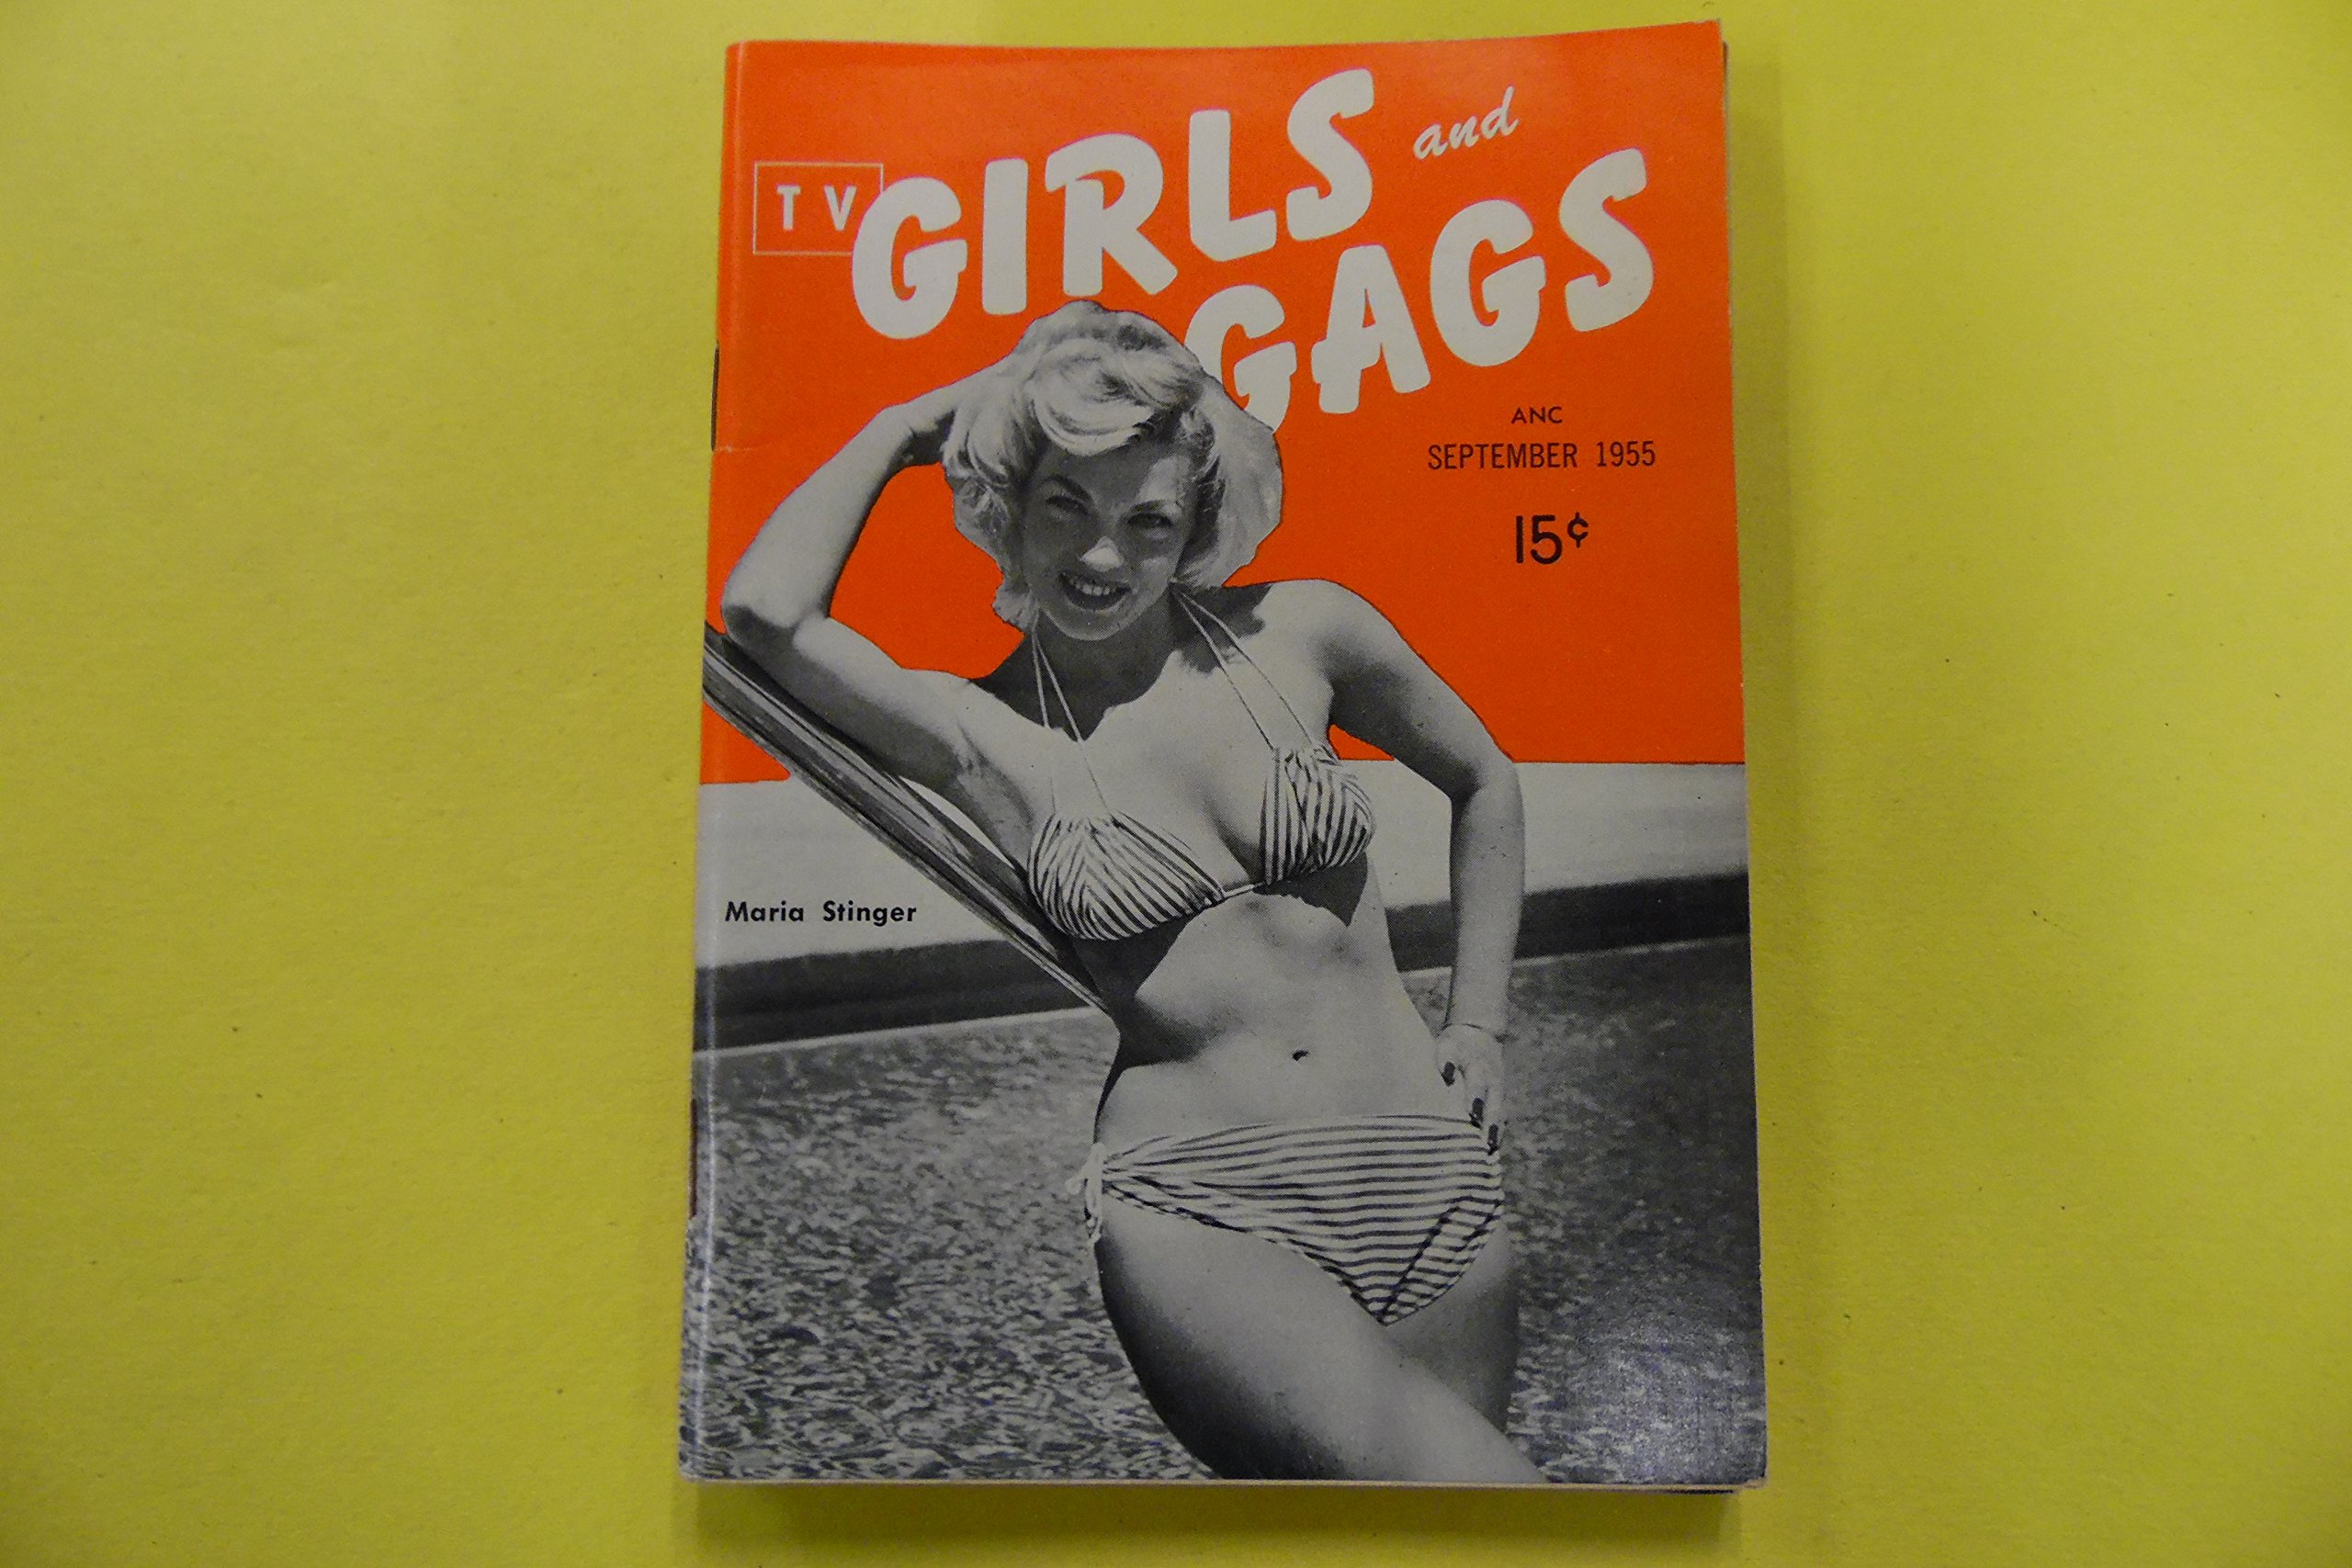 TV
GIRLS and
GAGS
ANC
SEPTEMBER 1955
15¢
Maria Stinger